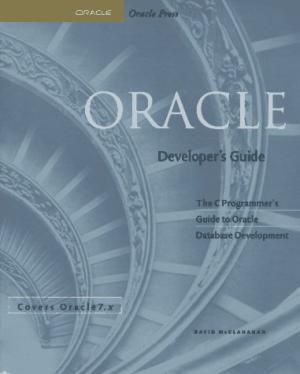 ORACLE
Oracle Press
ORACLE
Developer's Guide
The C Programmer's
Guide to Oracle
Database Development
Covers Oracle7.x
DAVID McCLANAHAN